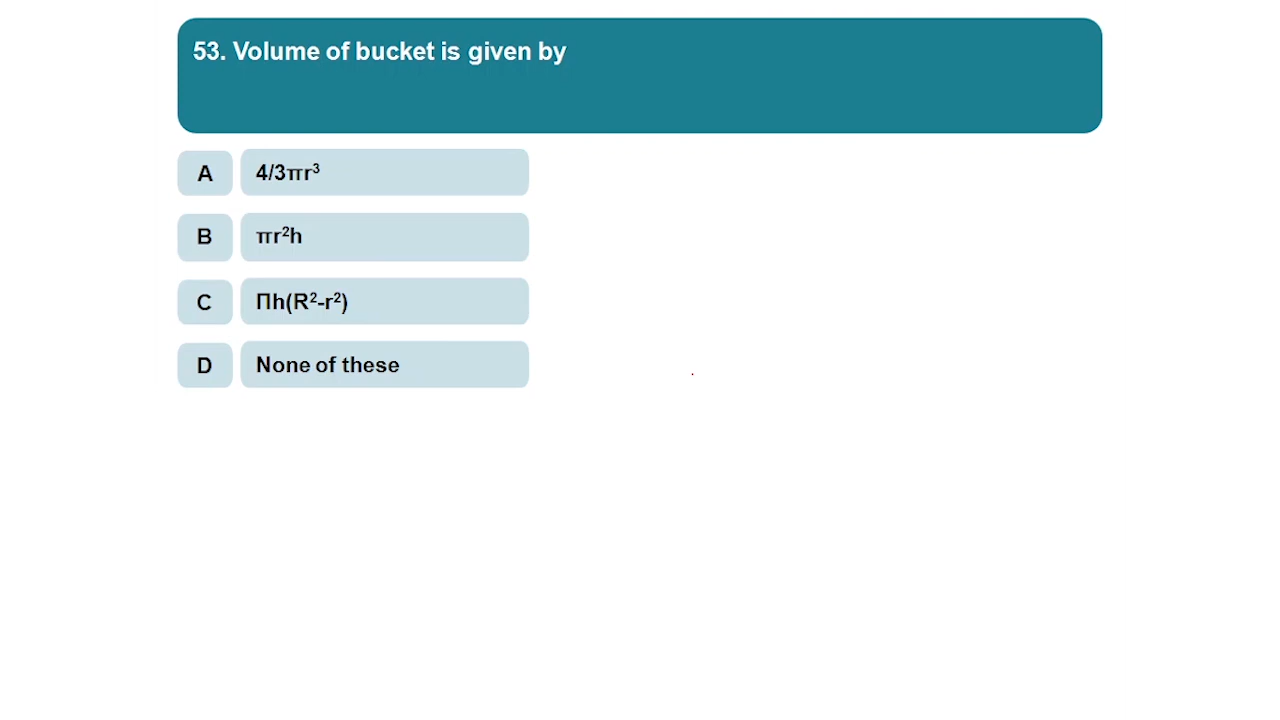 53. Volume of bucket is given by
A 4/3πr³
B πr²h
C Πh(R²-r²)
D None of these